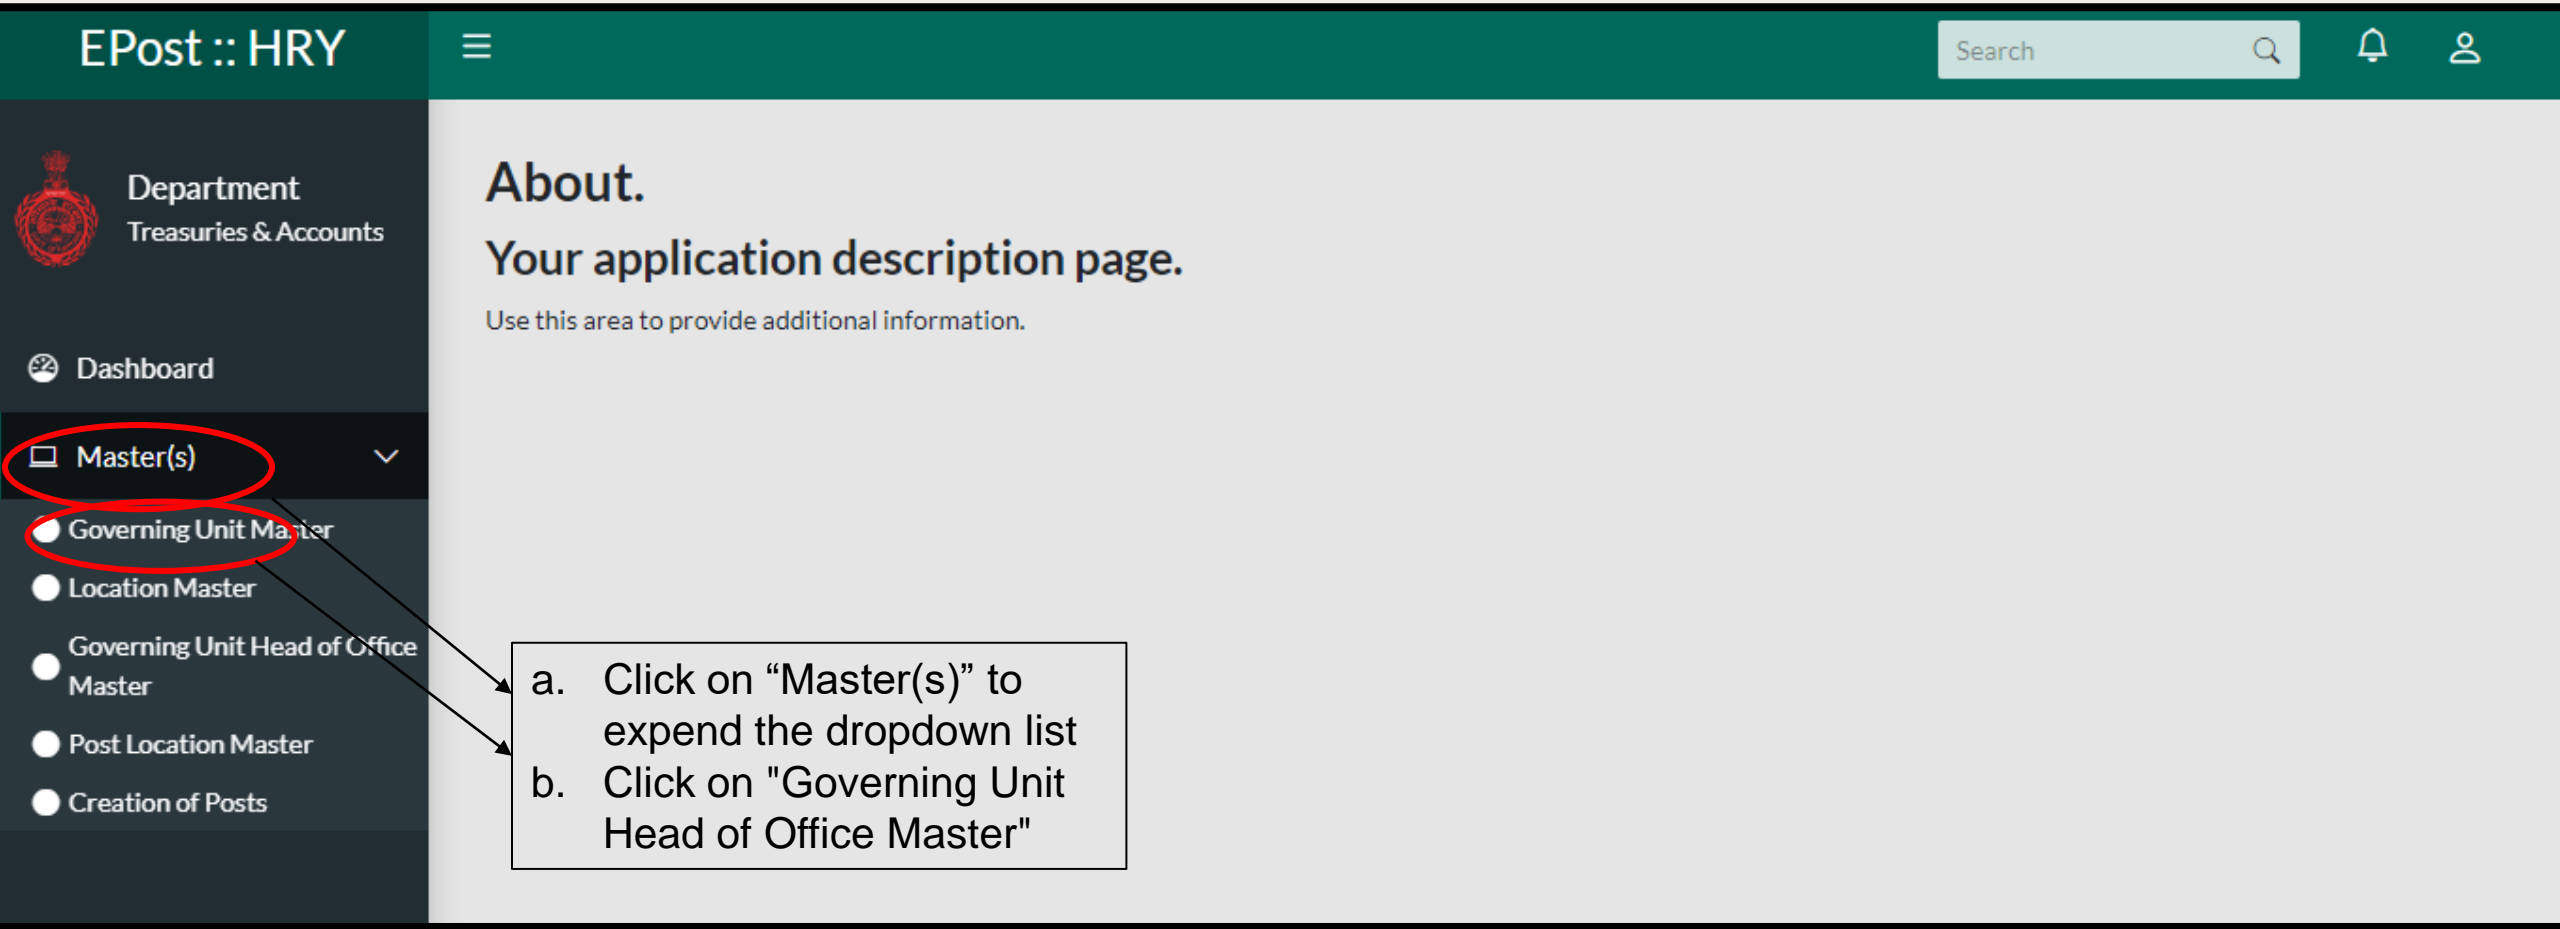 EPost :: HRY
Search
Department
Treasuries & Accounts
About.
Your application description page.
Use this area to provide additional information.
Dashboard
Master(s)
Governing Unit Master
Location Master
Governing Unit Head of Office
Master
Post Location Master
Creation of Posts
a. Click on “Master(s)” to
expend the dropdown list
b. Click on "Governing Unit
Head of Office Master"